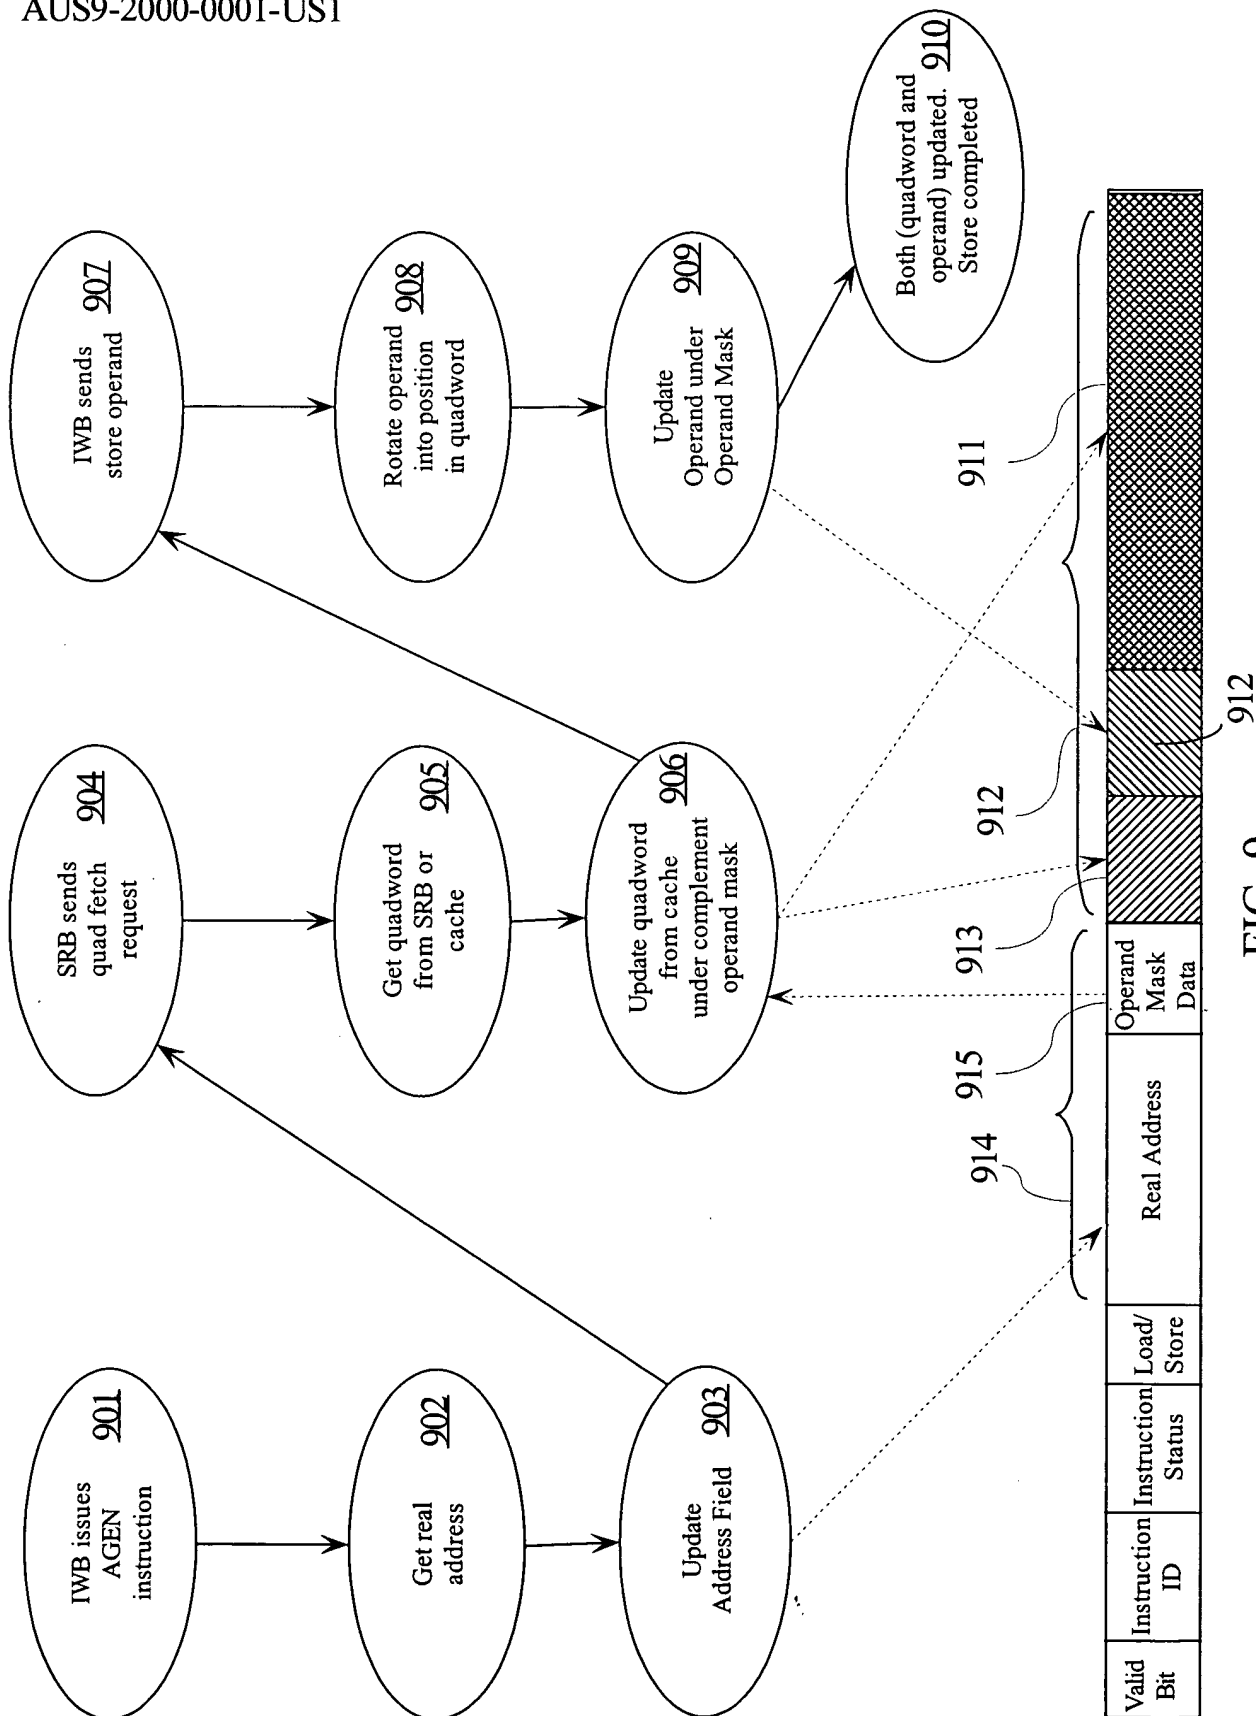 AUS9-2000-0001-US1
IWB issues
AGEN
instruction
901
Get real
address
902
Update
Address Field
903
SRB sends
quad fetch
request
904
Get quadword
from SRB or
cache
905
Update quadword
from cache
under complement
operand mask
906
IWB sends
store operand
907
Rotate operand
into position
in quadword
908
Update
Operand under
Operand Mask
909
Both (quadword and
operand) updated.
Store completed
910
914
915
913
912
911
Valid
Bit
Instruction
ID
Instruction
Status
Load/
Store
Real Address
Operand
Mask
Data
912
FIG. 9